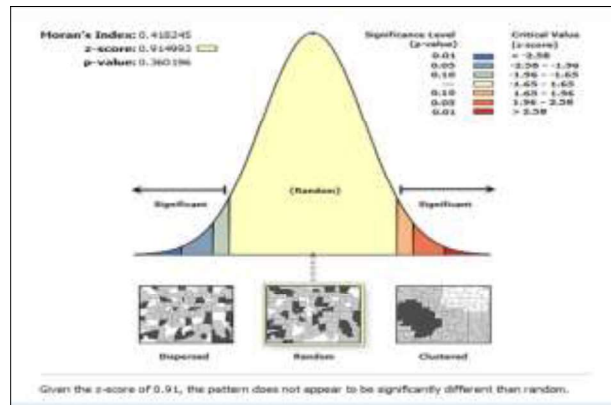 Moran's Index: 0.418345
z-score: 0.914993
p-value: 0.360196
Significance Level
(p-value)
Critical Value
(z-score)
0.01 < -2.58
0.05 -2.58 – -1.96
0.10 -1.96 – -1.65
— -1.65 – 1.65
0.10 1.65 – 1.96
0.05 1.96 – 2.58
0.01 > 2.58
(Random)
Significant
Significant
Dispersed
Random
Clustered
Given the z-score of 0.91, the pattern does not appear to be significantly different than random.